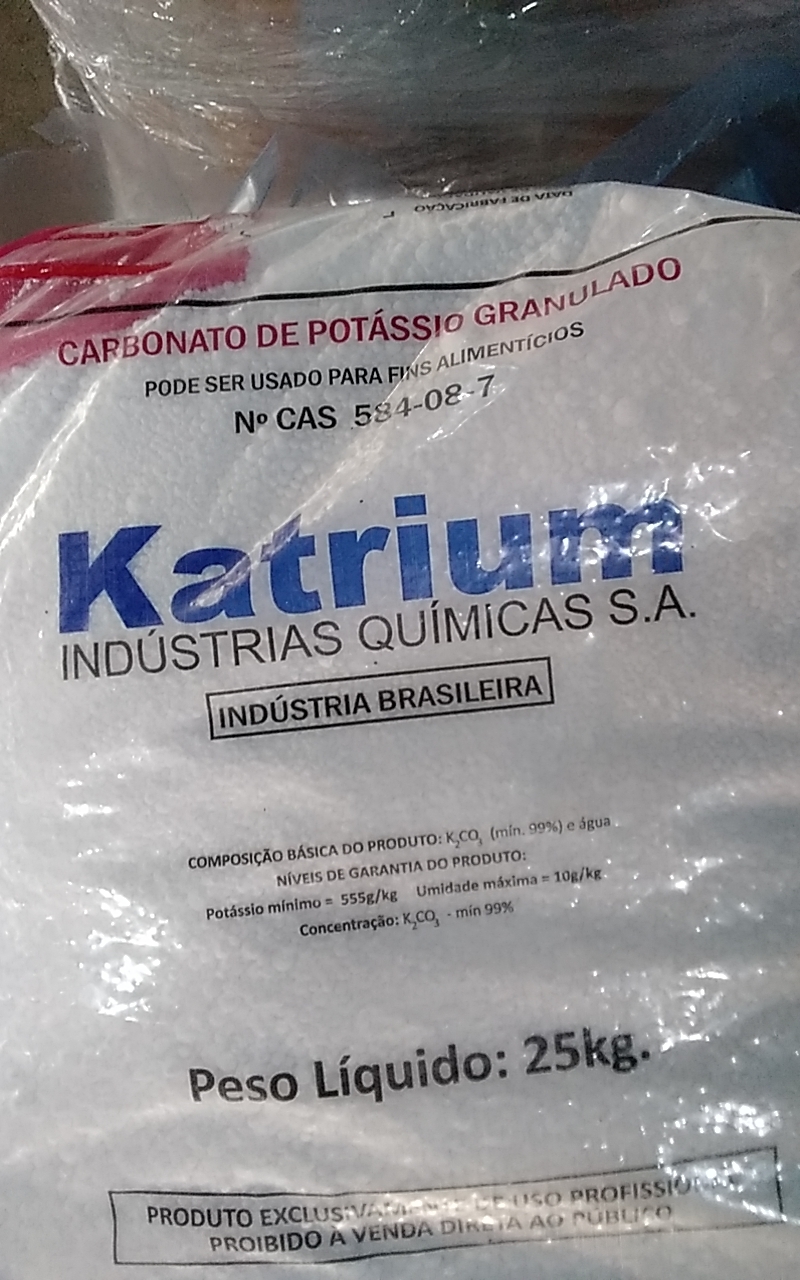 DATA DE FABRICAÇÃO
CARBONATO DE POTÁSSIO GRANULADO
PODE SER USADO PARA FINS ALIMENTÍCIOS
Nº CAS 584-08-7
Katrium
INDÚSTRIAS QUÍMICAS S.A.
INDÚSTRIA BRASILEIRA
COMPOSIÇÃO BÁSICA DO PRODUTO: K₂CO₃ (mín. 99%) e água
NÍVEIS DE GARANTIA DO PRODUTO:
Potássio mínimo = 555g/kg Umidade máxima = 10g/kg
Concentração: K₂CO₃ - mín 99%
Peso Líquido: 25kg.
PRODUTO EXCLUSIVAMENTE DE USO PROFISSIONAL
PROIBIDO À VENDA DIRETA AO PÚBLICO